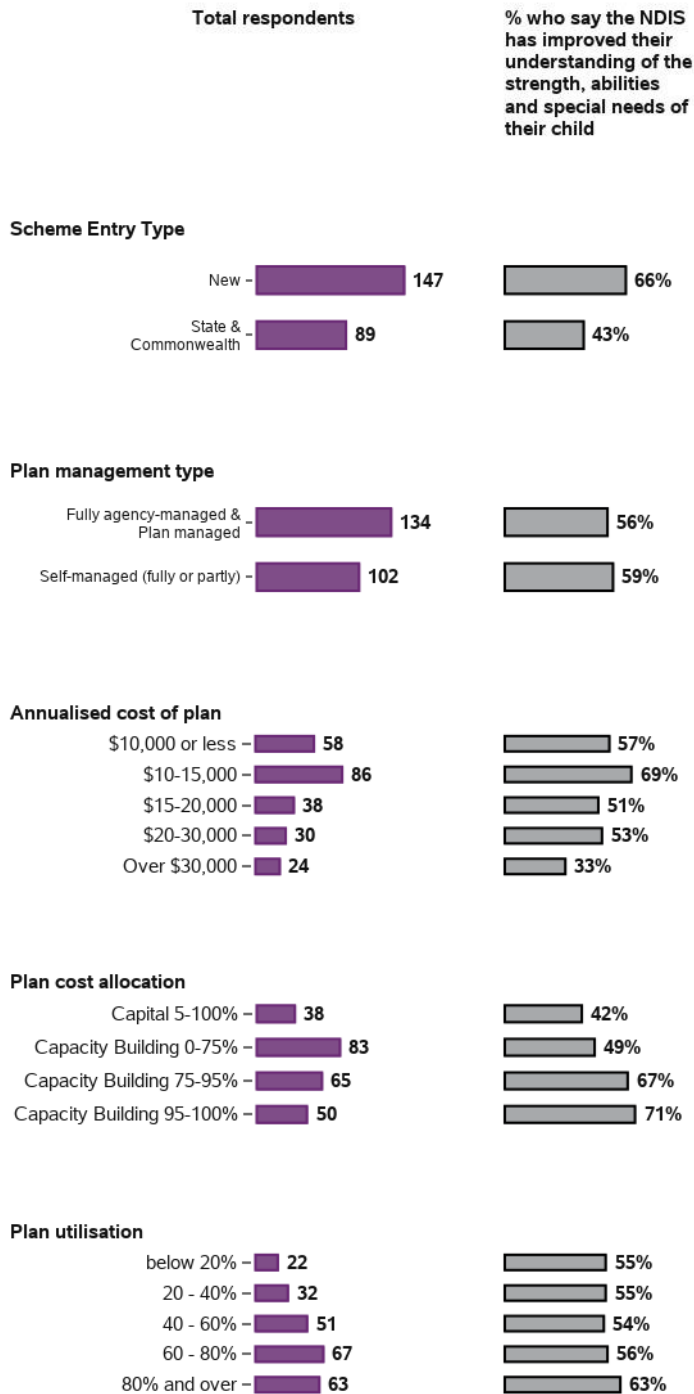 Total respondents
% who say the NDIS
has improved their
understanding of the
strength, abilities
and special needs of
their child
Scheme Entry Type
New 147 66%
State &
Commonwealth 89 43%
Plan management type
Fully agency-managed &
Plan managed 134 56%
Self-managed (fully or partly) 102 59%
Annualised cost of plan
$10,000 or less 58 57%
$10-15,000 86 69%
$15-20,000 38 51%
$20-30,000 30 53%
Over $30,000 24 33%
Plan cost allocation
Capital 5-100% 38 42%
Capacity Building 0-75% 83 49%
Capacity Building 75-95% 65 67%
Capacity Building 95-100% 50 71%
Plan utilisation
below 20% 22 55%
20 - 40% 32 55%
40 - 60% 51 54%
60 - 80% 67 56%
80% and over 63 63%